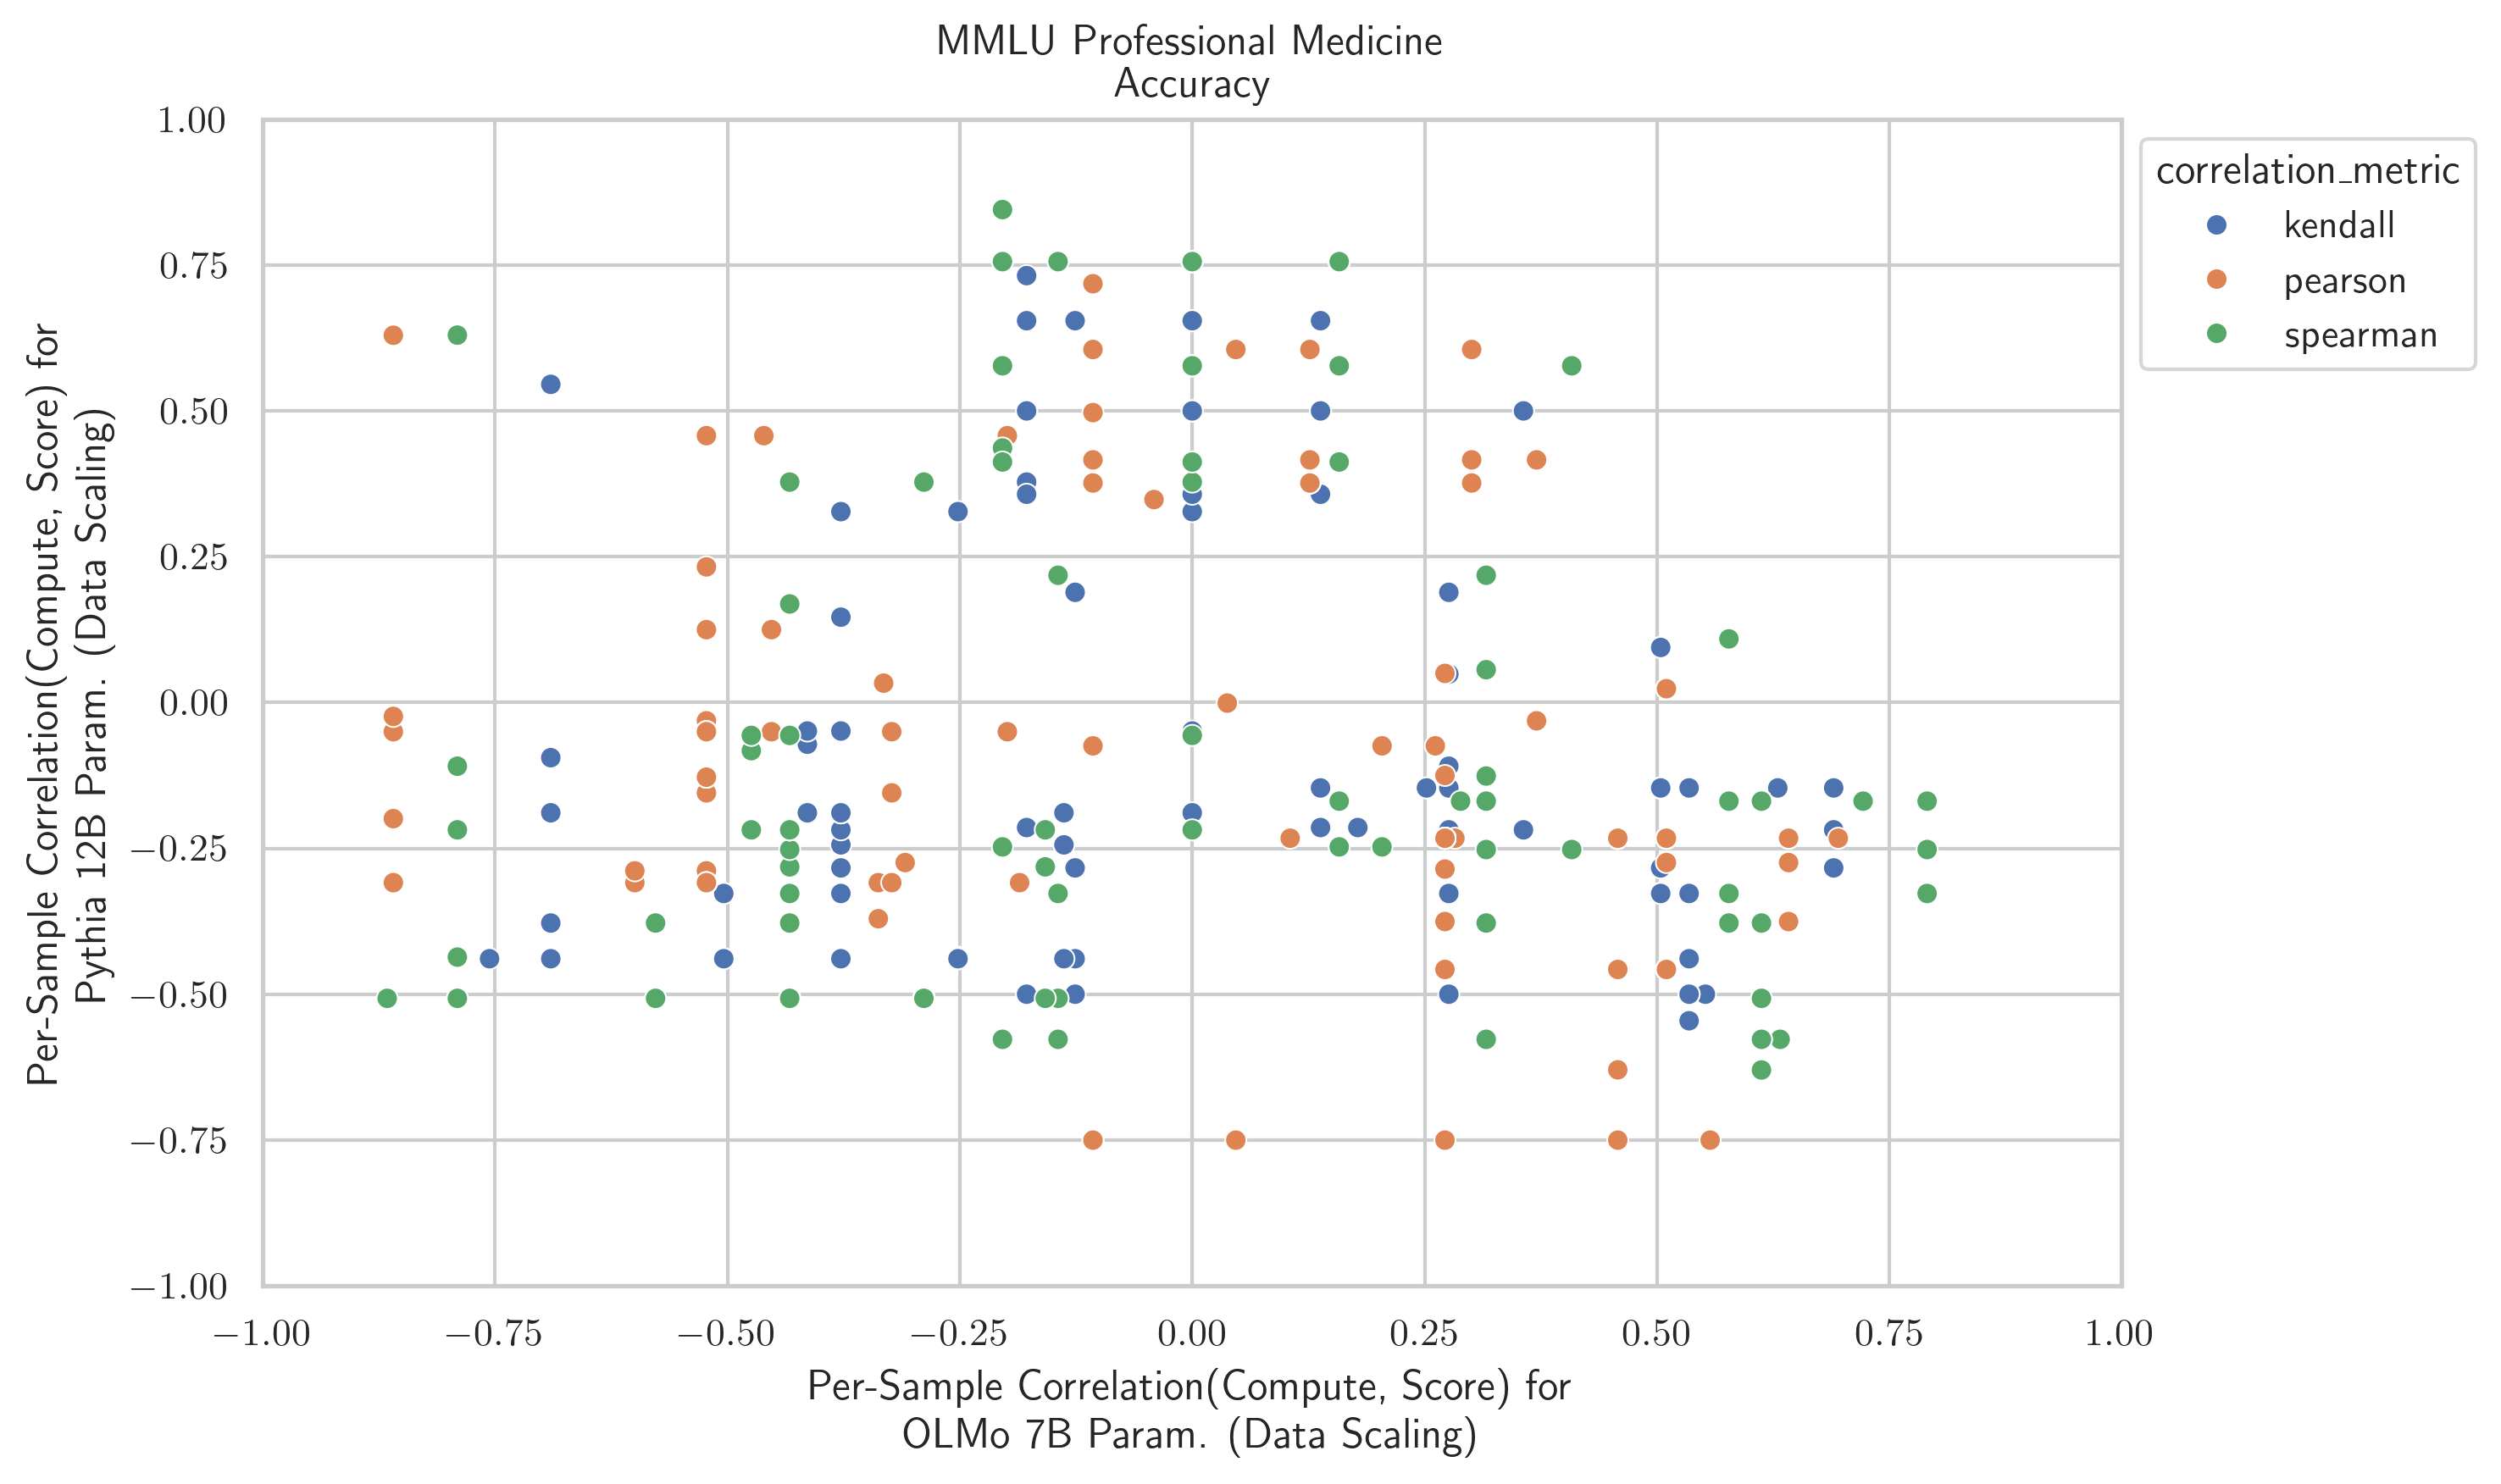 MMLU Professional Medicine
Accuracy
Per-Sample Correlation(Compute, Score) for
Pythia 12B Param. (Data Scaling)
1.00
0.75
0.50
0.25
0.00
−0.25
−0.50
−0.75
−1.00
−1.00 −0.75 −0.50 −0.25 0.00 0.25 0.50 0.75 1.00
Per-Sample Correlation(Compute, Score) for
OLMo 7B Param. (Data Scaling)
correlation_metric
kendall
pearson
spearman